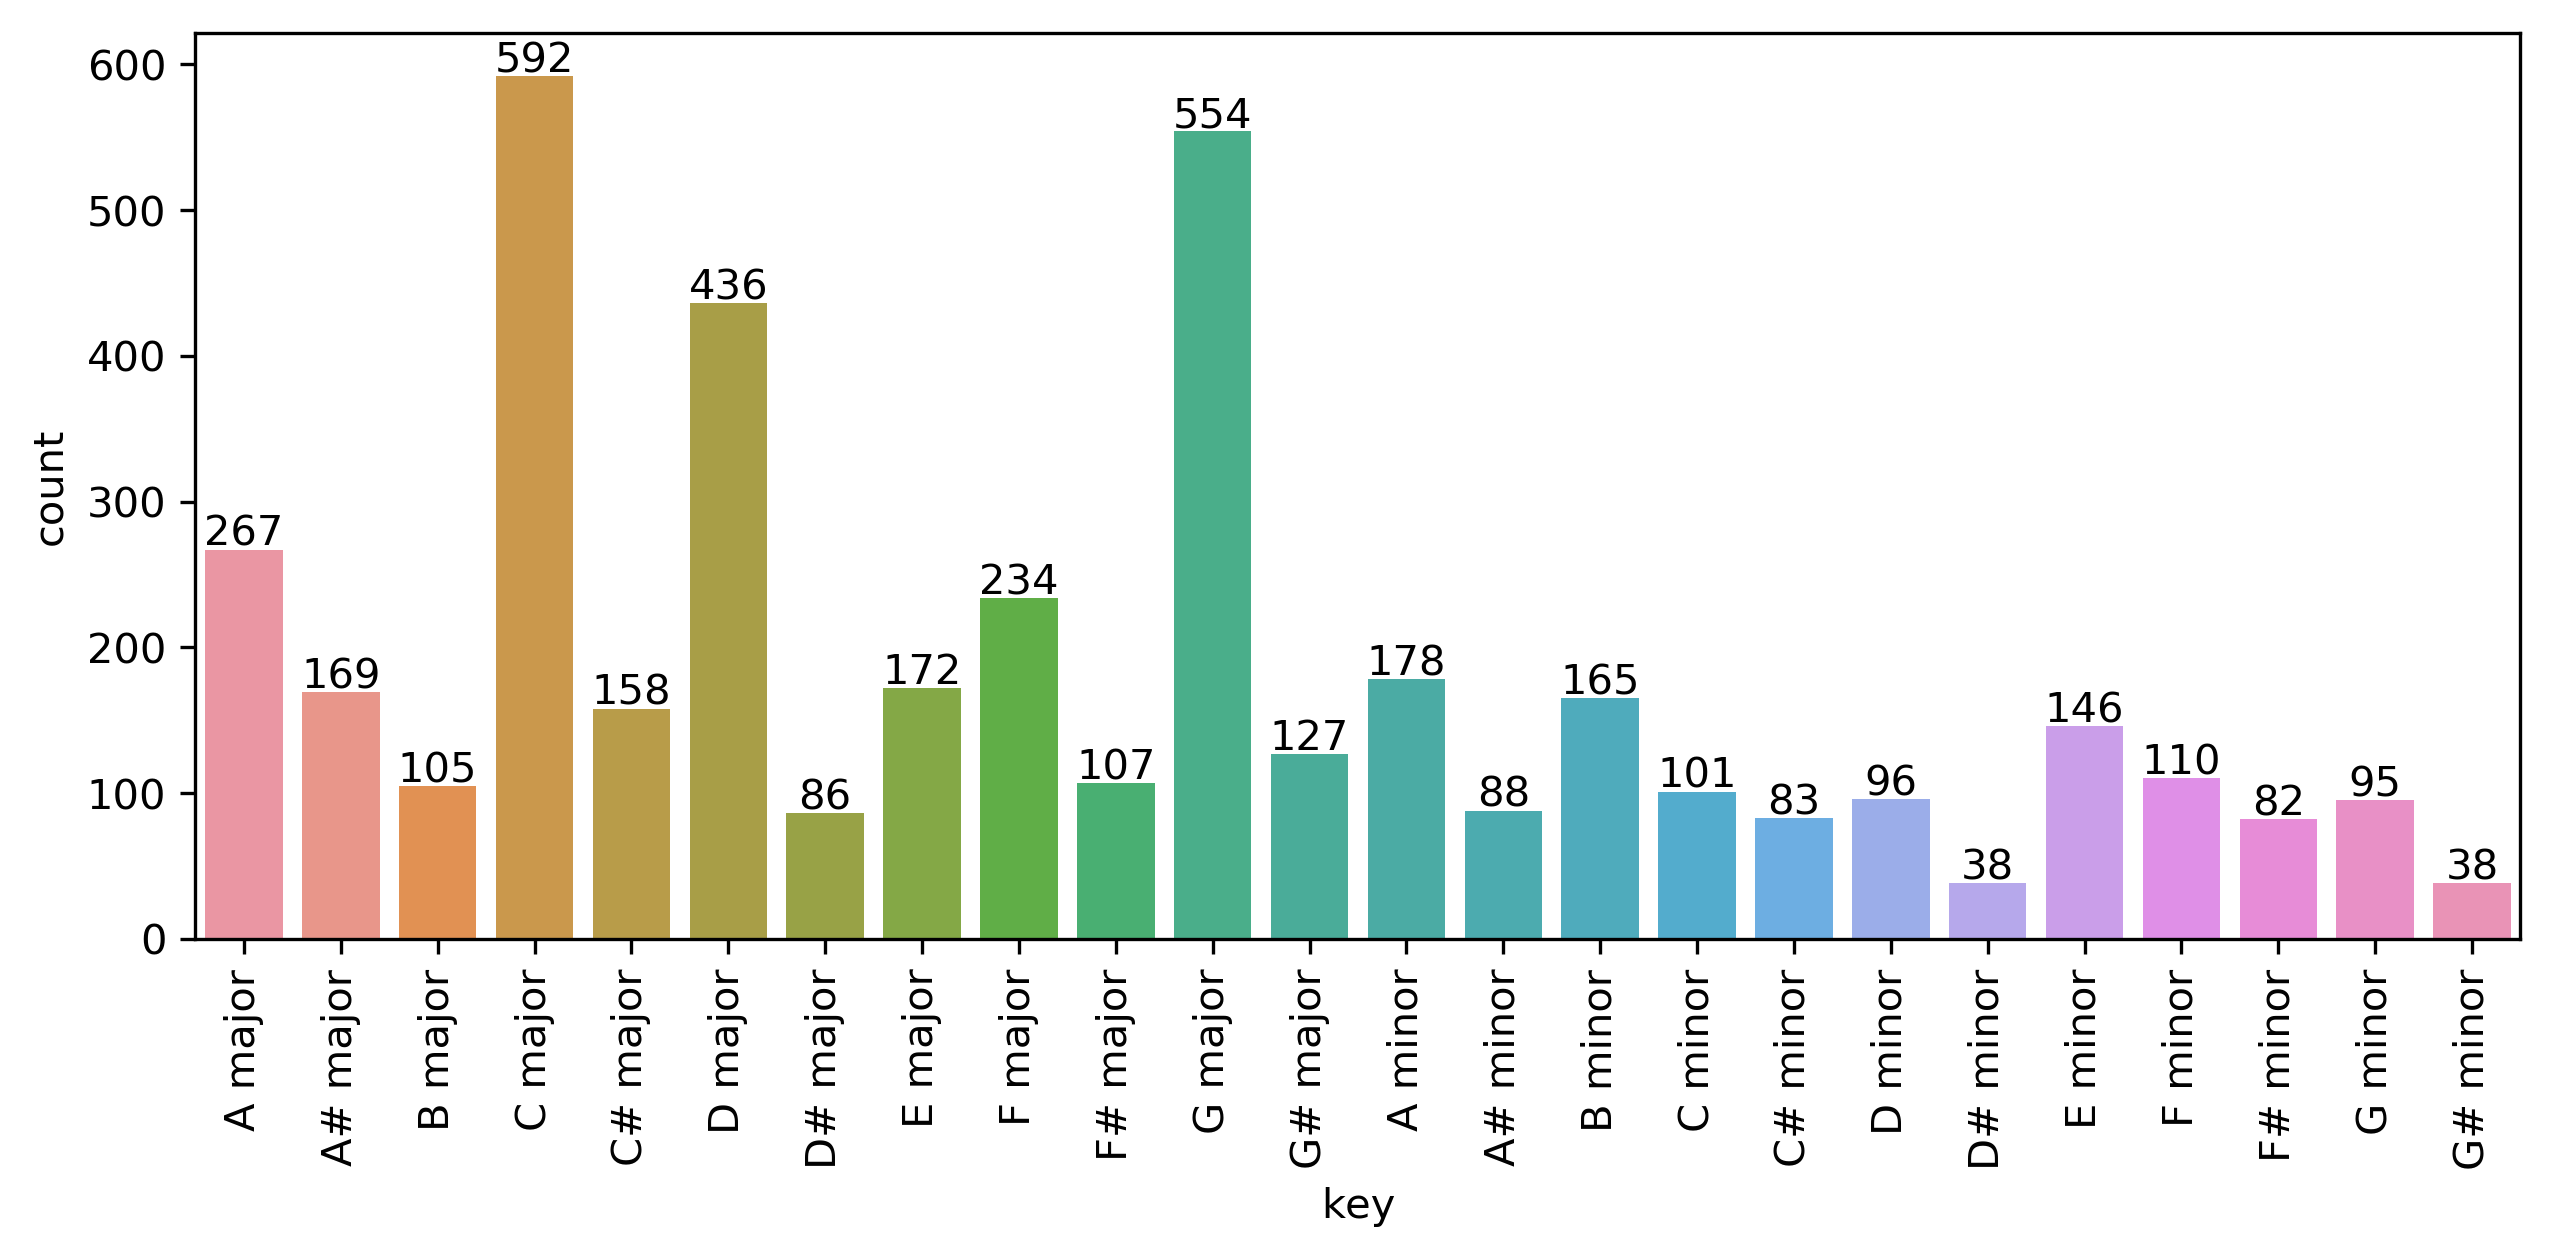 600
500
400
300
200
100
0
count
267
169
105
592
158
436
86
172
234
107
554
127
178
88
165
101
83
96
38
146
110
82
95
38
A major
A# major
B major
C major
C# major
D major
D# major
E major
F major
F# major
G major
G# major
A minor
A# minor
B minor
C minor
C# minor
D minor
D# minor
E minor
F minor
F# minor
G minor
G# minor
key